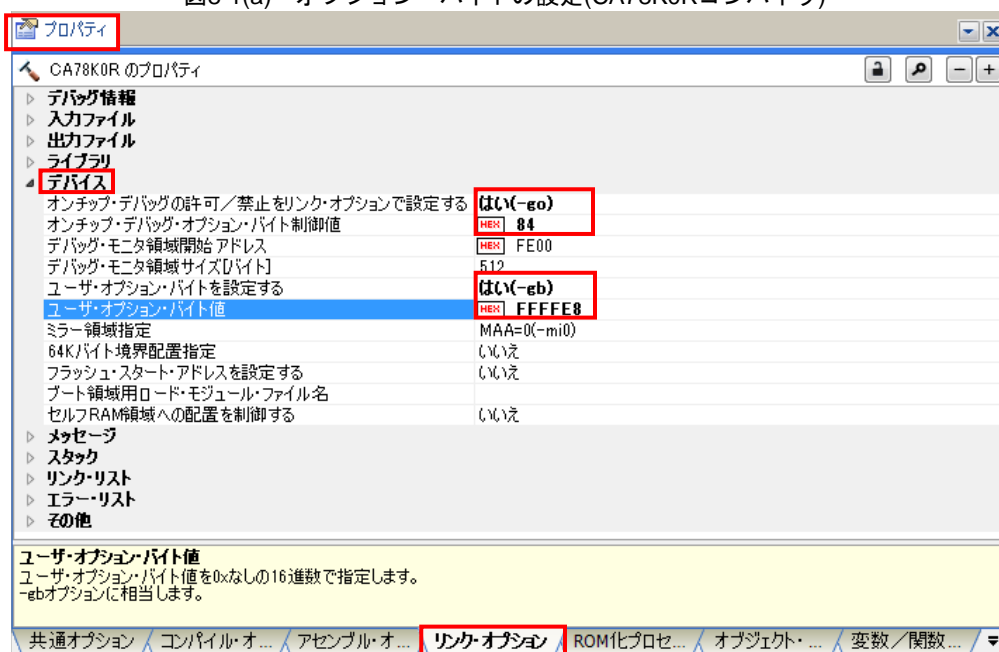 プロパティ
CA78K0R のプロパティ
デバッグ情報
入力ファイル
出力ファイル
ライブラリ
デバイス
オンチップ・デバッグの許可／禁止をリンク・オプションで設定する はい(-go)
オンチップ・デバッグ・オプション・バイト制御値 HEX 84
デバッグ・モニタ領域開始アドレス HEX FE00
デバッグ・モニタ領域サイズ[バイト] 512
ユーザ・オプション・バイトを設定する はい(-gb)
ユーザ・オプション・バイト値 HEX FFFFE8
ミラー領域指定 MAA=0(-mi0)
64Kバイト境界配置指定 いいえ
フラッシュ・スタート・アドレスを設定する いいえ
ブート領域用ロード・モジュール・ファイル名
セルフRAM領域への配置を制御する いいえ
メッセージ
スタック
リンク・リスト
エラー・リスト
その他
ユーザ・オプション・バイト値
ユーザ・オプション・バイト値を0xなしの16進数で指定します。
-gbオプションに相当します。
共通オプション コンパイル・オ... アセンブル・オ... リンク・オプション ROM化プロセ... オブジェクト・... 変数／関数...